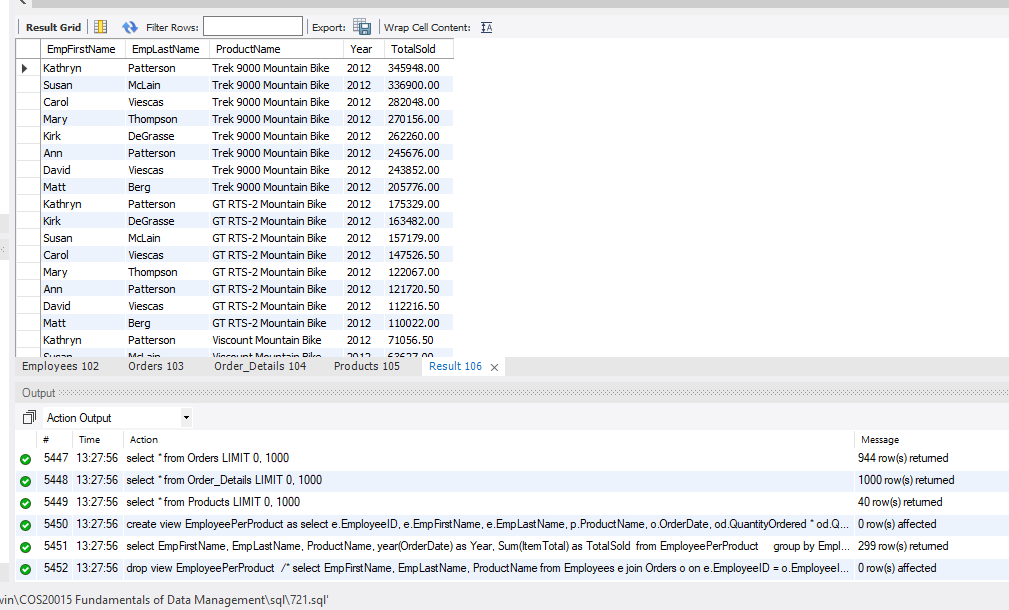 Result Grid Filter Rows: Export: Wrap Cell Content:
EmpFirstName EmpLastName ProductName Year TotalSold
Kathryn Patterson Trek 9000 Mountain Bike 2012 345948.00
Susan McLain Trek 9000 Mountain Bike 2012 336900.00
Carol Viescas Trek 9000 Mountain Bike 2012 282048.00
Mary Thompson Trek 9000 Mountain Bike 2012 270156.00
Kirk DeGrasse Trek 9000 Mountain Bike 2012 262260.00
Ann Patterson Trek 9000 Mountain Bike 2012 245676.00
David Viescas Trek 9000 Mountain Bike 2012 243852.00
Matt Berg Trek 9000 Mountain Bike 2012 205776.00
Kathryn Patterson GT RTS-2 Mountain Bike 2012 175329.00
Kirk DeGrasse GT RTS-2 Mountain Bike 2012 163482.00
Susan McLain GT RTS-2 Mountain Bike 2012 157179.00
Carol Viescas GT RTS-2 Mountain Bike 2012 147526.50
Mary Thompson GT RTS-2 Mountain Bike 2012 122067.00
Ann Patterson GT RTS-2 Mountain Bike 2012 121720.50
David Viescas GT RTS-2 Mountain Bike 2012 112216.50
Matt Berg GT RTS-2 Mountain Bike 2012 110022.00
Kathryn Patterson Viscount Mountain Bike 2012 71056.50
Susan McLain Viscount Mountain Bike 2012 63627.00
Employees 102 Orders 103 Order_Details 104 Products 105 Result 106
Output
Action Output
# Time Action Message
5447 13:27:56 select * from Orders LIMIT 0, 1000 944 row(s) returned
5448 13:27:56 select * from Order_Details LIMIT 0, 1000 1000 row(s) returned
5449 13:27:56 select * from Products LIMIT 0, 1000 40 row(s) returned
5450 13:27:56 create view EmployeePerProduct as select e.EmployeeID, e.EmpFirstName, e.EmpLastName, p.ProductName, o.OrderDate, od.QuantityOrdered * od.Q... 0 row(s) affected
5451 13:27:56 select EmpFirstName, EmpLastName, ProductName, year(OrderDate) as Year, Sum(ItemTotal) as TotalSold from EmployeePerProduct group by Empl... 299 row(s) returned
5452 13:27:56 drop view EmployeePerProduct /* select EmpFirstName, EmpLastName, ProductName from Employees e join Orders o on e.EmployeeID = o.EmployeeI... 0 row(s) affected
vin\COS20015 Fundamentals of Data Management\sql\721.sql'